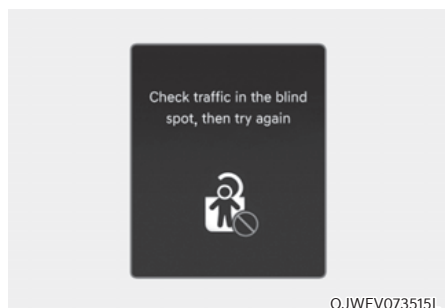 Check traffic in the blind
spot, then try again
OJWEV073515L